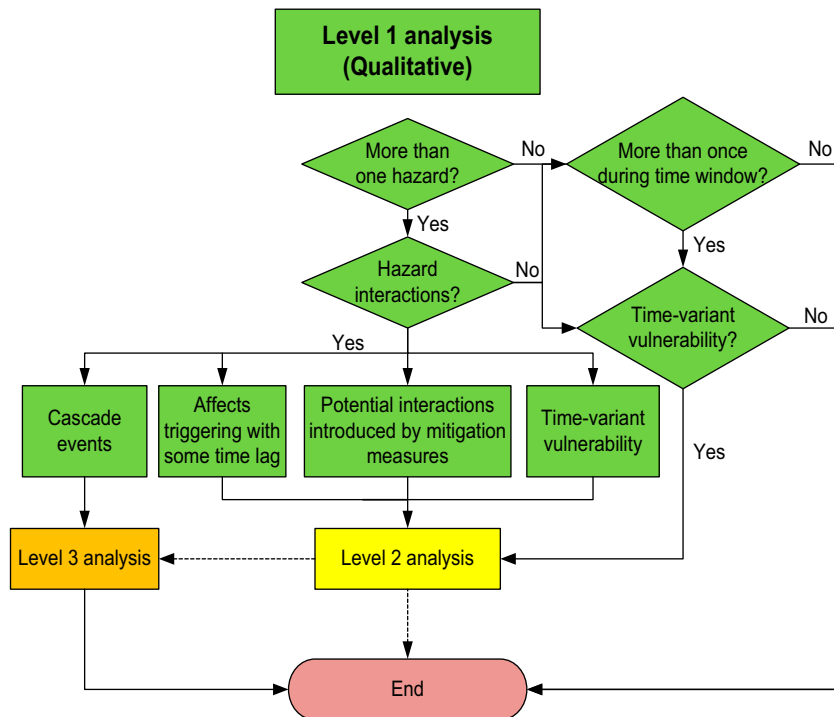 Level 1 analysis
(Qualitative)
More than
one hazard?
No
More than once
during time window?
No
Yes
Yes
Hazard
interactions?
No
Time-variant
vulnerability?
No
Yes
Cascade
events
Affects
triggering with
some time lag
Potential interactions
introduced by mitigation
measures
Time-variant
vulnerability
Yes
Level 3 analysis
Level 2 analysis
End